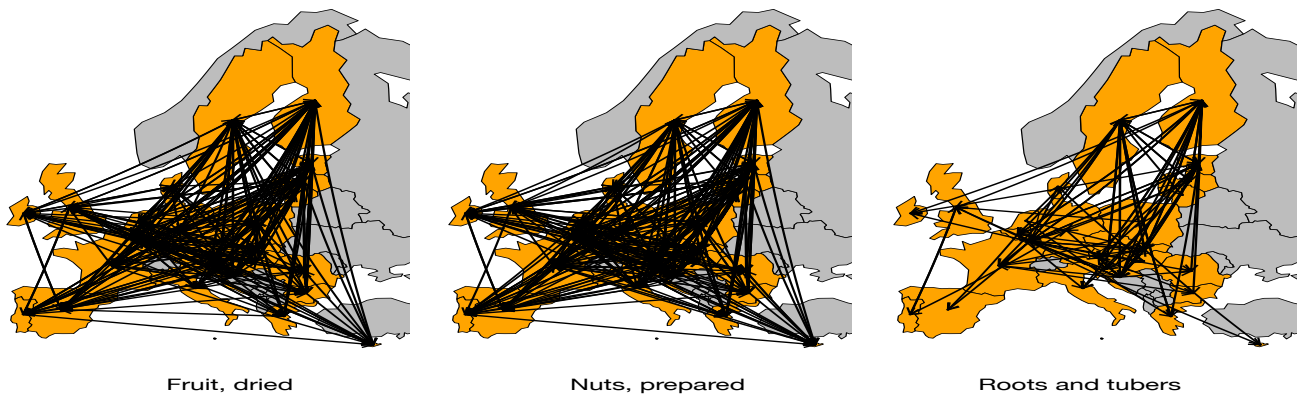 Fruit, dried
Nuts, prepared
Roots and tubers